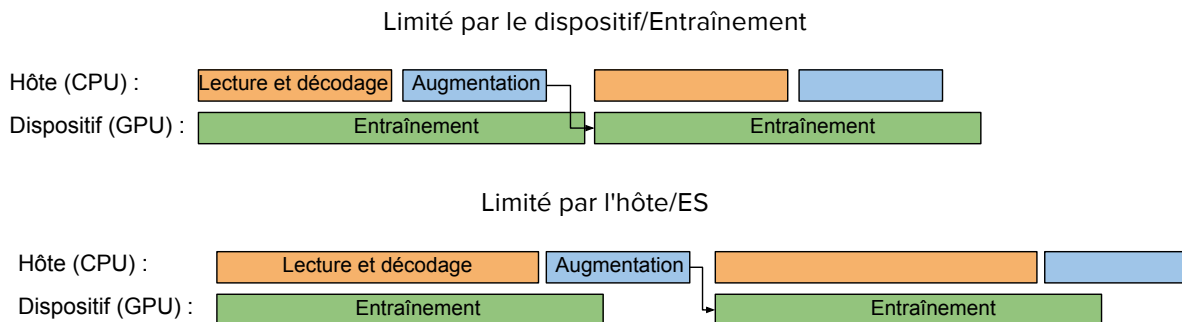 Limité par le dispositif/Entraînement
Hôte (CPU) :
Lecture et décodage
Augmentation
Dispositif (GPU) :
Entraînement
Entraînement
Limité par l'hôte/ES
Hôte (CPU) :
Lecture et décodage
Augmentation
Dispositif (GPU) :
Entraînement
Entraînement